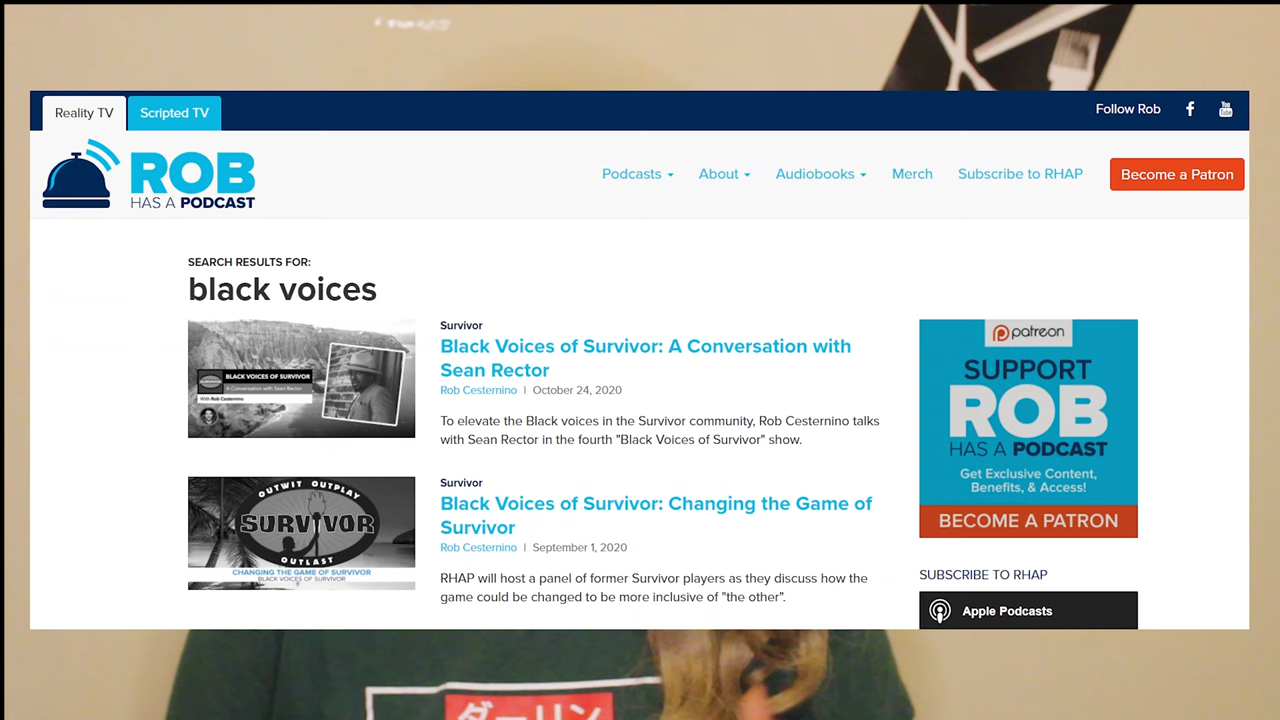 Reality TV
Scripted TV
Follow Rob
You
Tube
ROB
HAS A PODCAST
Podcasts
About
Audiobooks
Merch
Subscribe to RHAP
Become a Patron
SEARCH RESULTS FOR:
black voices
BLACK VOICES OF SURVIVOR
A Conversation with Sean Rector
With Rob Cesternino
Survivor
Black Voices of Survivor: A Conversation with
Sean Rector
Rob Cesternino | October 24, 2020
To elevate the Black voices in the Survivor community, Rob Cesternino talks
with Sean Rector in the fourth "Black Voices of Survivor" show.
OUTWIT OUTPLAY
SURVIVOR
OUTLAST
CHANGING THE GAME OF SURVIVOR
BLACK VOICES OF SURVIVOR
Survivor
Black Voices of Survivor: Changing the Game of
Survivor
Rob Cesternino | September 1, 2020
RHAP will host a panel of former Survivor players as they discuss how the
game could be changed to be more inclusive of "the other".
patreon
SUPPORT
ROB
HAS A PODCAST
Get Exclusive Content,
Benefits, & Access!
BECOME A PATRON
SUBSCRIBE TO RHAP
Apple Podcasts
ダーリン